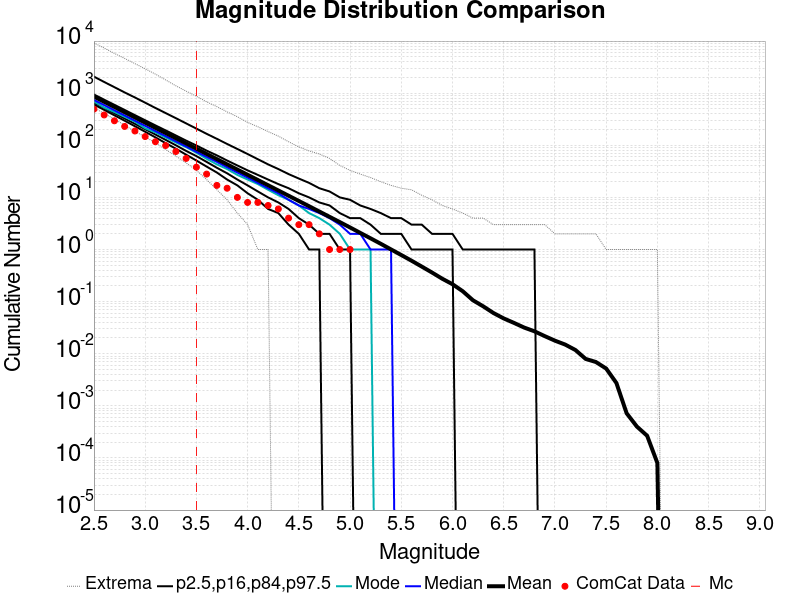 Magnitude Distribution Comparison
Cumulative Number
10^4
10^3
10^2
10^1
10^0
10^-1
10^-2
10^-3
10^-4
10^-5
2.5 3.0 3.5 4.0 4.5 5.0 5.5 6.0 6.5 7.0 7.5 8.0 8.5 9.0
Magnitude
Extrema p2.5,p16,p84,p97.5 Mode Median Mean ComCat Data Mc